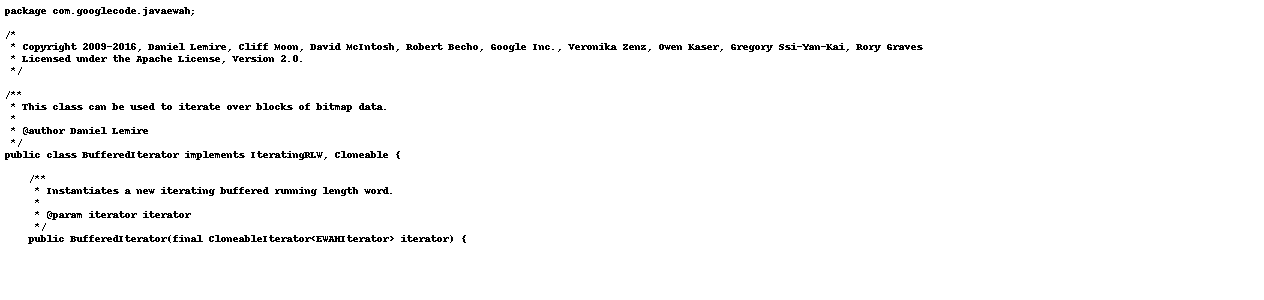 package com.googlecode.javaewah;

/*
 * Copyright 2009-2016, Daniel Lemire, Cliff Moon, David McIntosh, Robert Becho, Google Inc., Veronika Zenz, Owen Kaser, Gregory Ssi-Yan-Kai, Rory Graves
 * Licensed under the Apache License, Version 2.0.
 */

/**
 * This class can be used to iterate over blocks of bitmap data.
 *
 * @author Daniel Lemire
 */
public class BufferedIterator implements IteratingRLW, Cloneable {

    /**
     * Instantiates a new iterating buffered running length word.
     *
     * @param iterator iterator
     */
    public BufferedIterator(final CloneableIterator<EWAHIterator> iterator) {